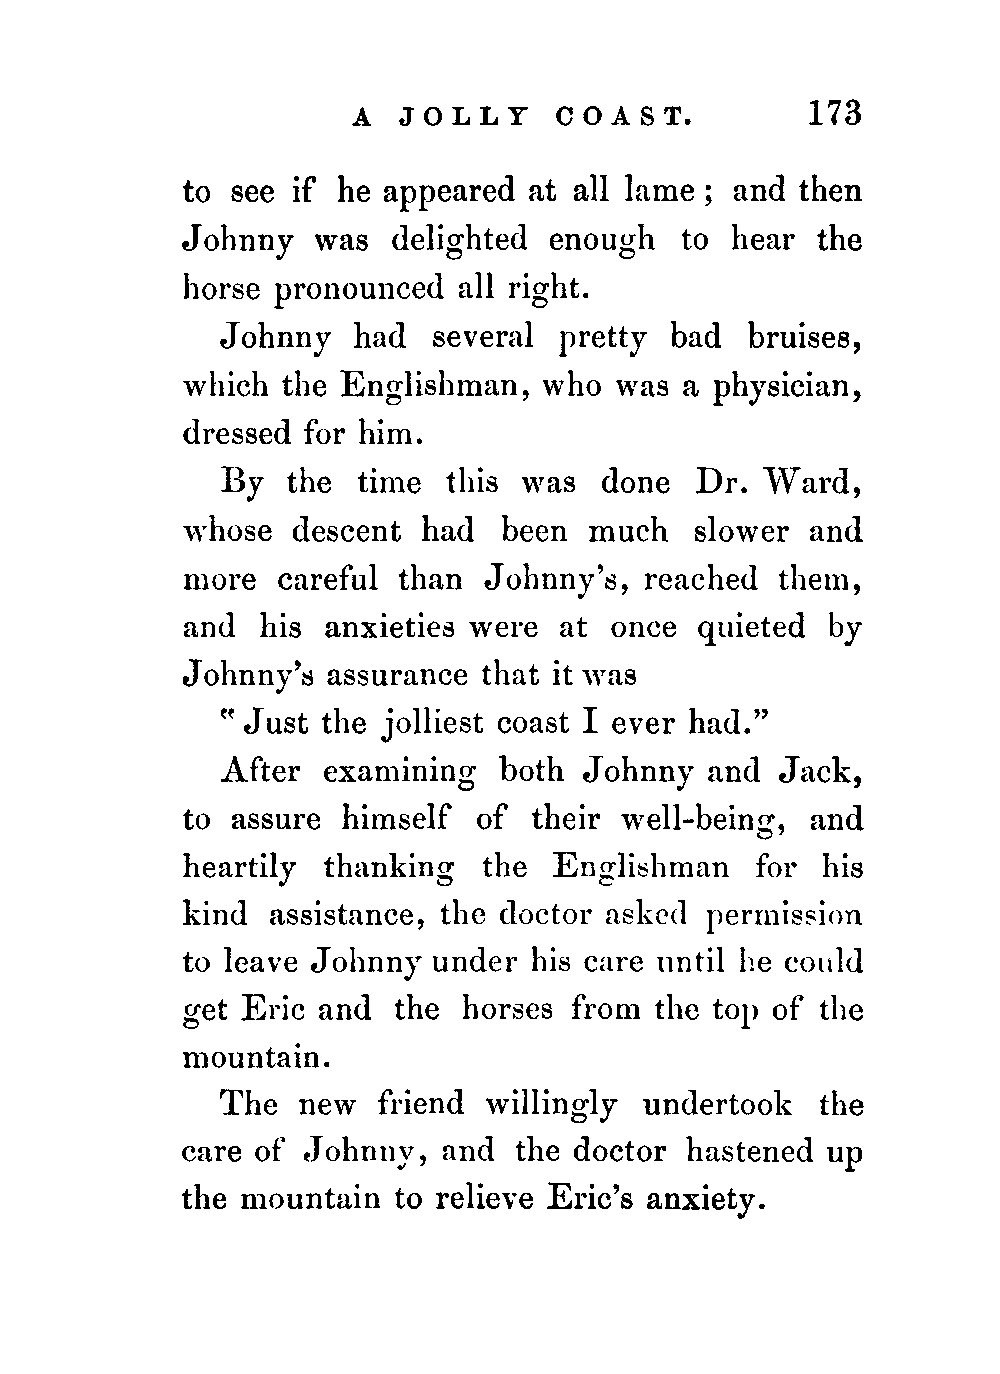 A JOLLY COAST. 173
to see if he appeared at all lame; and then
Johnny was delighted enough to hear the
horse pronounced all right.
Johnny had several pretty bad bruises,
which the Englishman, who was a physician,
dressed for him.
By the time this was done Dr. Ward,
whose descent had been much slower and
more careful than Johnny's, reached them,
and his anxieties were at once quieted by
Johnny's assurance that it was
"Just the jolliest coast I ever had."
After examining both Johnny and Jack,
to assure himself of their well-being, and
heartily thanking the Englishman for his
kind assistance, the doctor asked permission
to leave Johnny under his care until he could
get Eric and the horses from the top of the
mountain.
The new friend willingly undertook the
care of Johnny, and the doctor hastened up
the mountain to relieve Eric's anxiety.